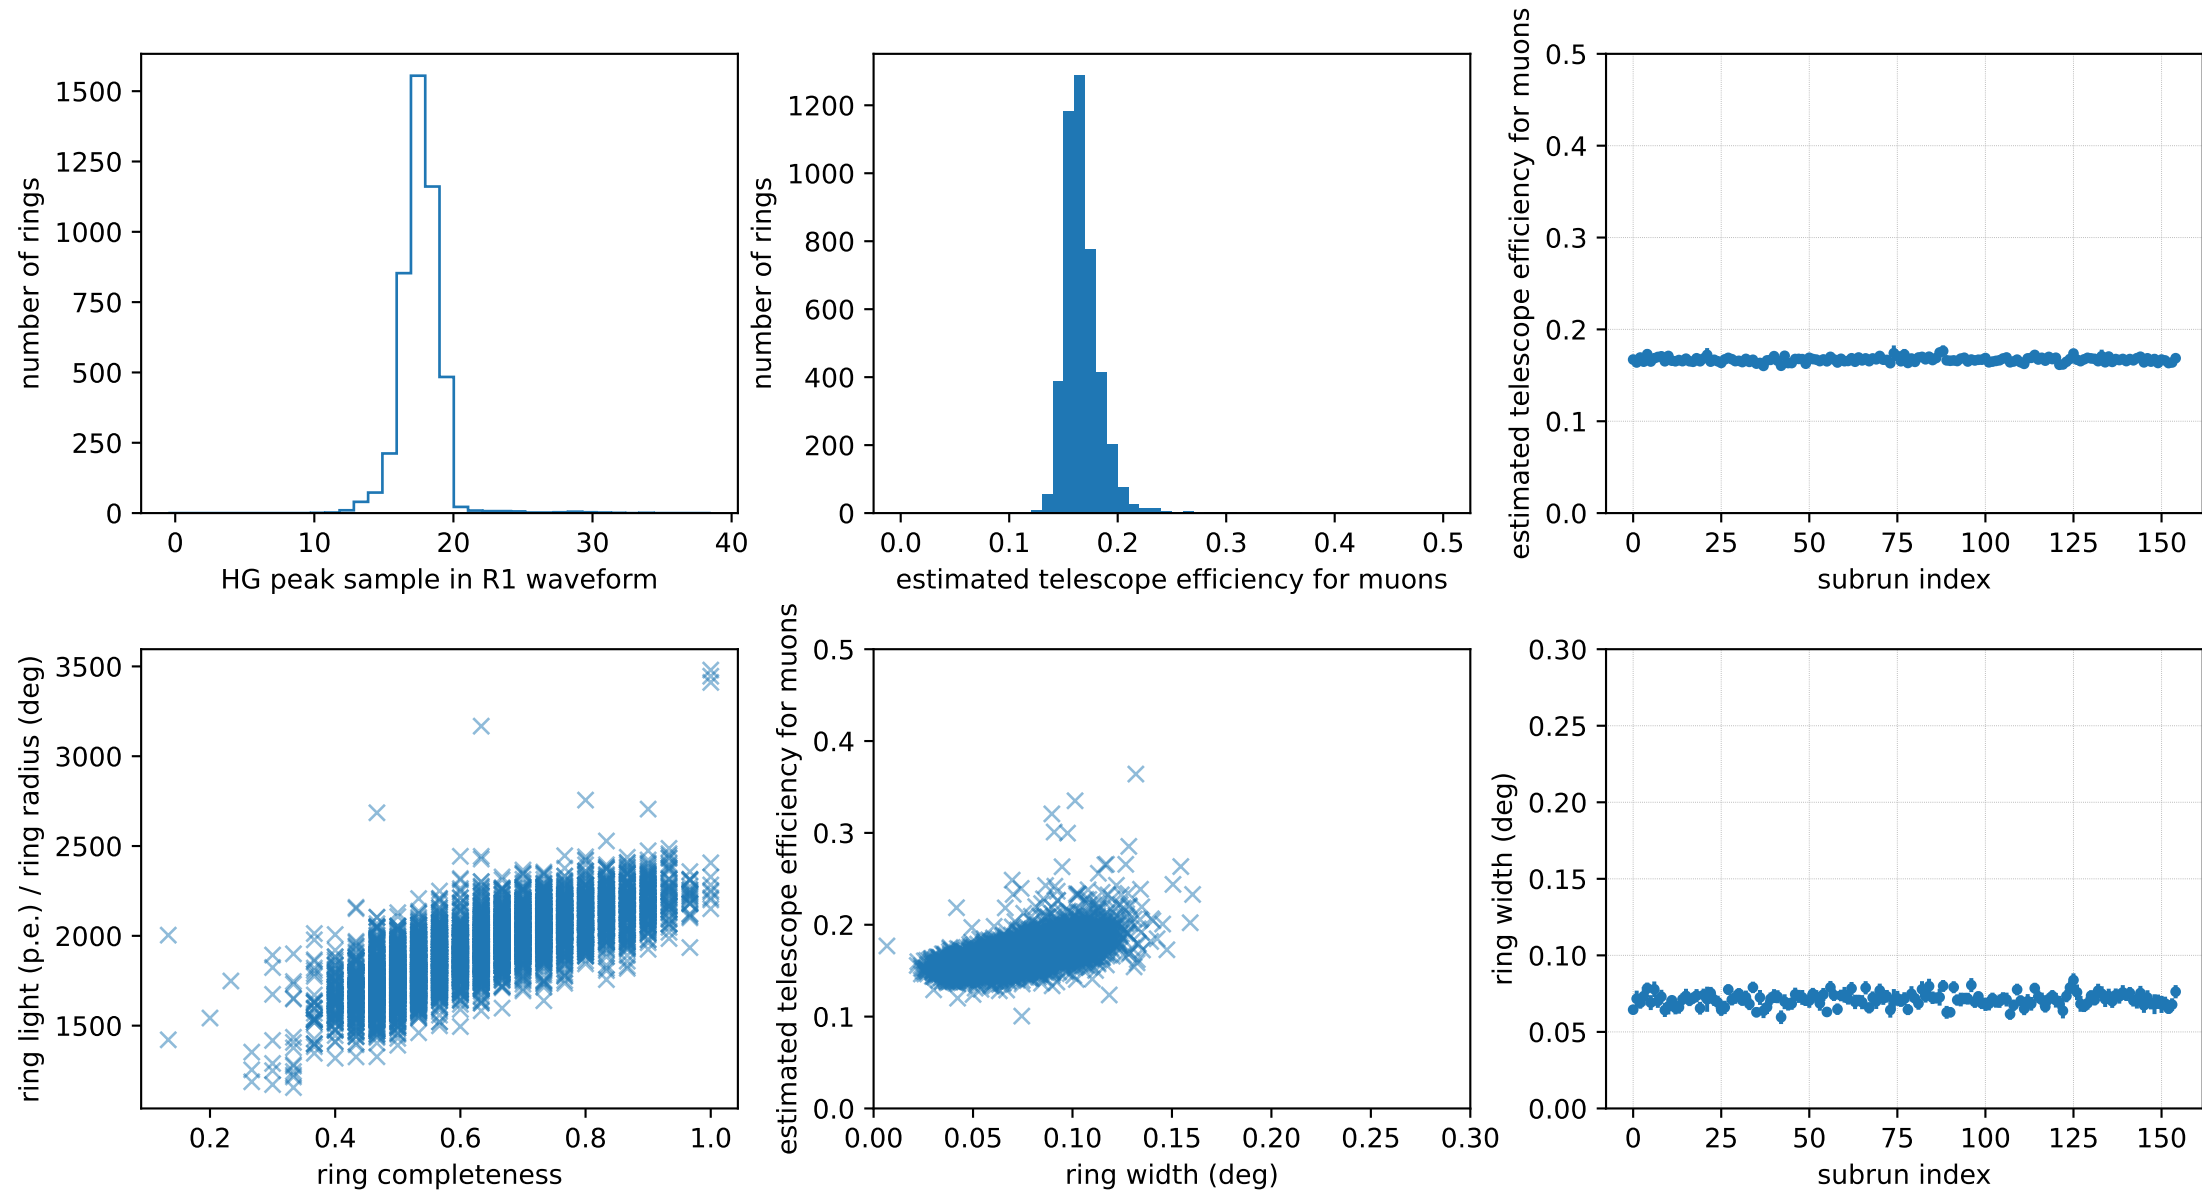 number of rings
1500
1250
1000
750
500
250
0
0 10 20 30 40
HG peak sample in R1 waveform
number of rings
1200
1000
800
600
400
200
0
0.0 0.1 0.2 0.3 0.4 0.5
estimated telescope efficiency for muons
estimated telescope efficiency for muons
0.5
0.4
0.3
0.2
0.1
0.0
0 25 50 75 100 125 150
subrun index
ring light (p.e.) / ring radius (deg)
3500
3000
2500
2000
1500
0.2 0.4 0.6 0.8 1.0
ring completeness
estimated telescope efficiency for muons
0.5
0.4
0.3
0.2
0.1
0.0
0.00 0.05 0.10 0.15 0.20 0.25 0.30
ring width (deg)
ring width (deg)
0.30
0.25
0.20
0.15
0.10
0.05
0.00
0 25 50 75 100 125 150
subrun index